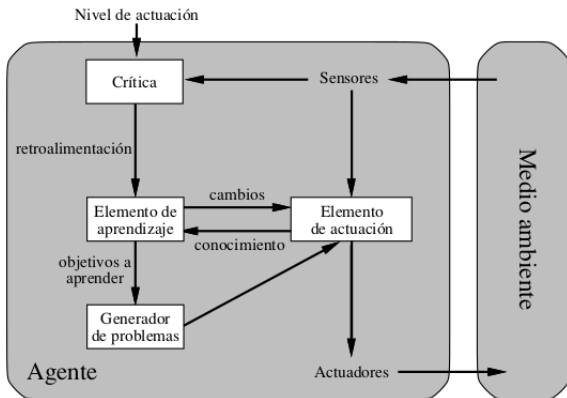 Nivel de actuación
Crítica
Sensores
retroalimentación
Medio ambiente
cambios
Elemento de
aprendizaje
Elemento
de actuación
conocimiento
objetivos a
aprender
Generador
de problemas
Agente
Actuadores